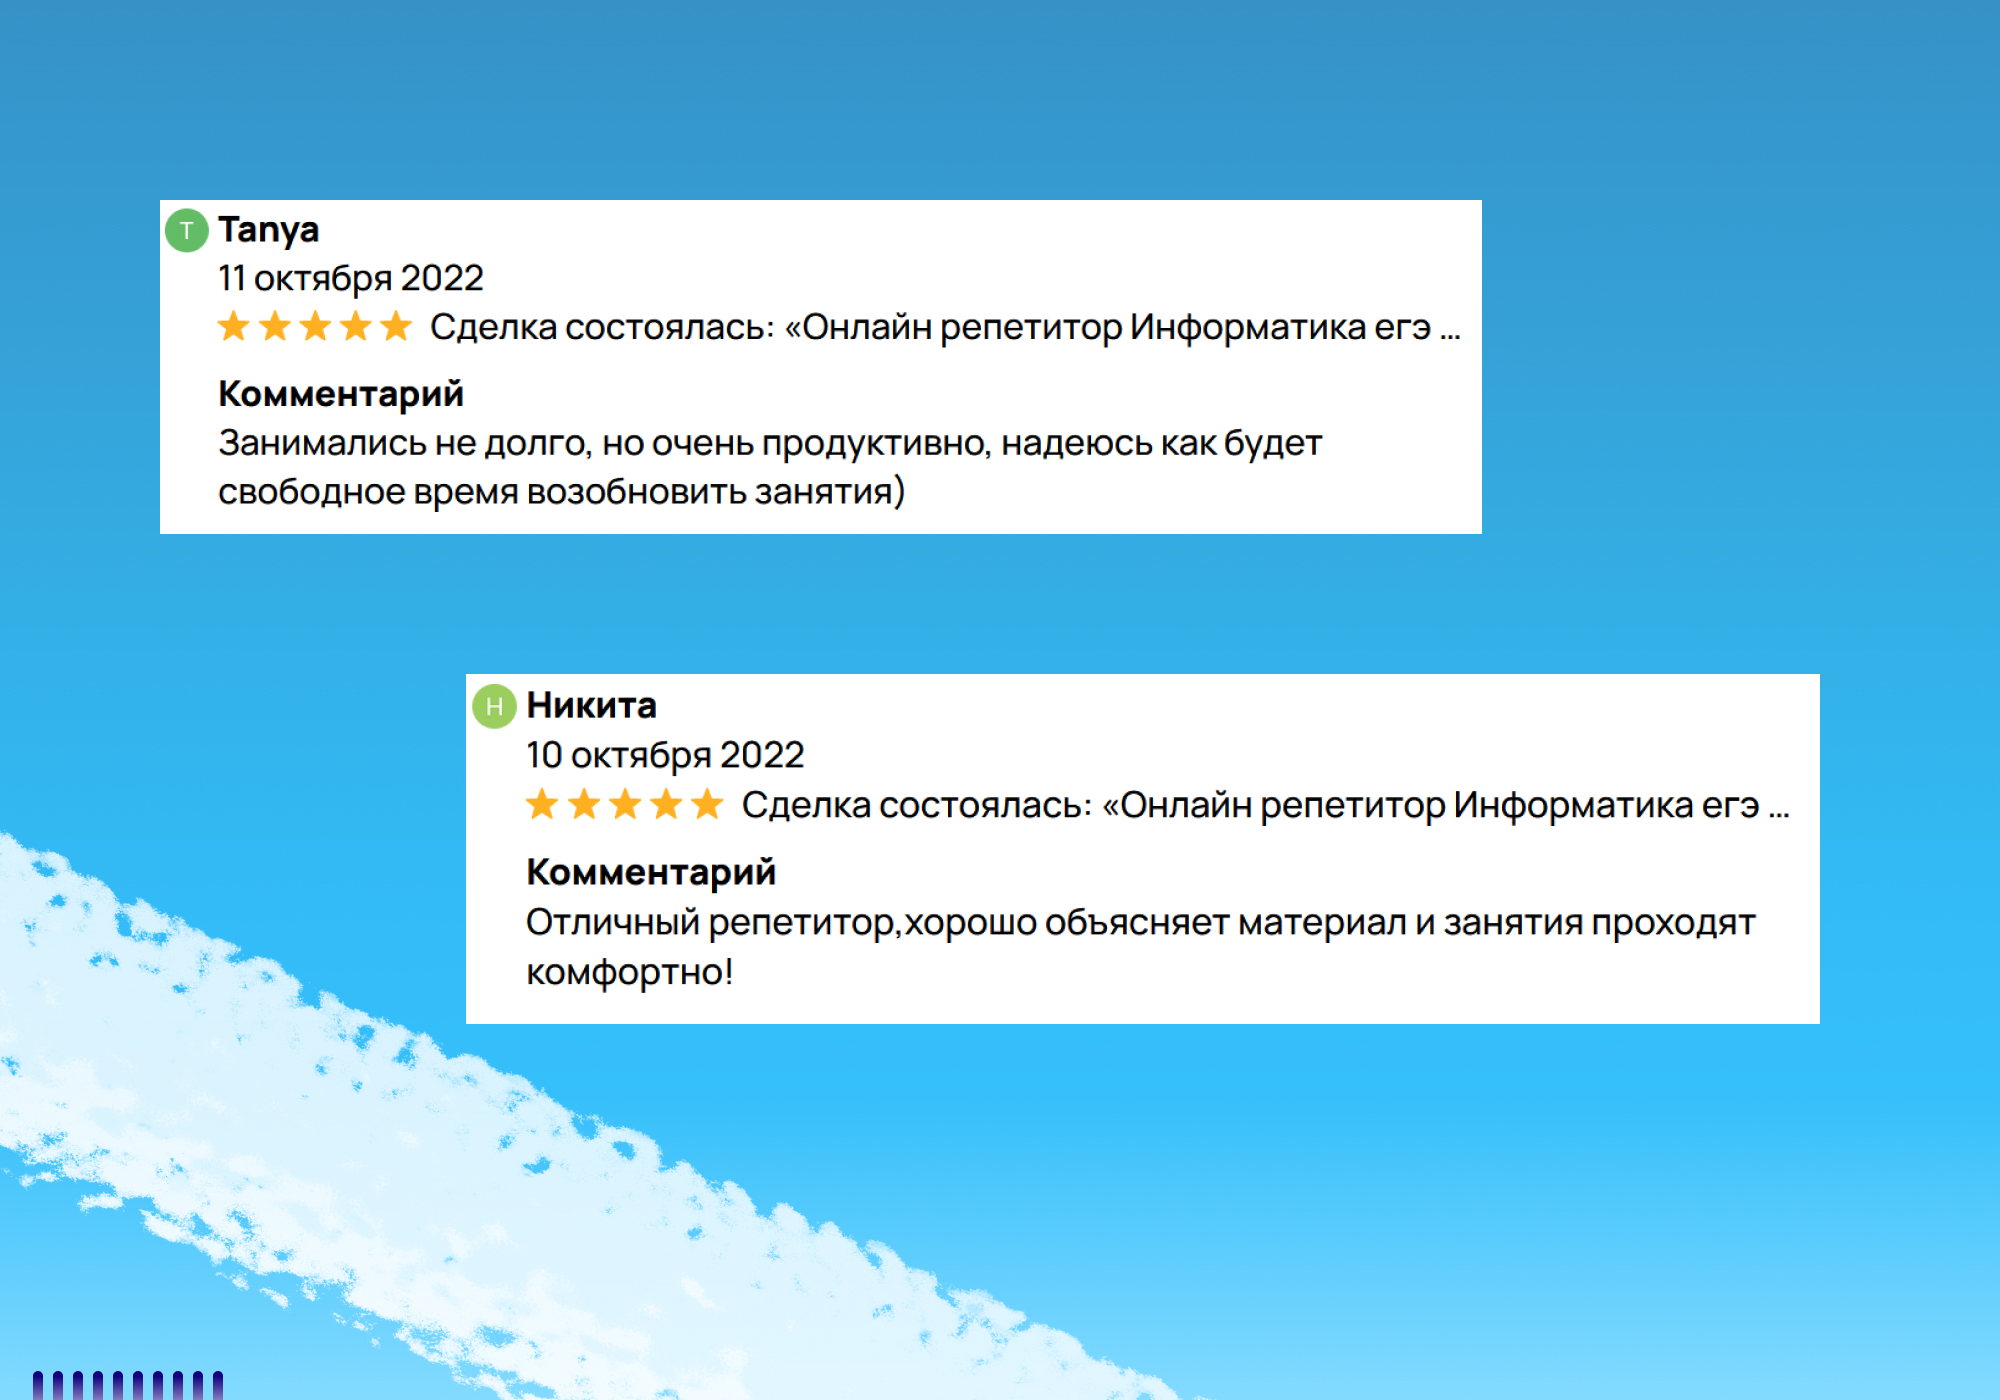 T Tanya
11 октября 2022
Сделка состоялась: «Онлайн репетитор Информатика егэ ...
Комментарий
Занимались не долго, но очень продуктивно, надеюсь как будет
свободное время возобновить занятия)
Н Никита
10 октября 2022
Сделка состоялась: «Онлайн репетитор Информатика егэ ...
Комментарий
Отличный репетитор,хорошо объясняет материал и занятия проходят
комфортно!